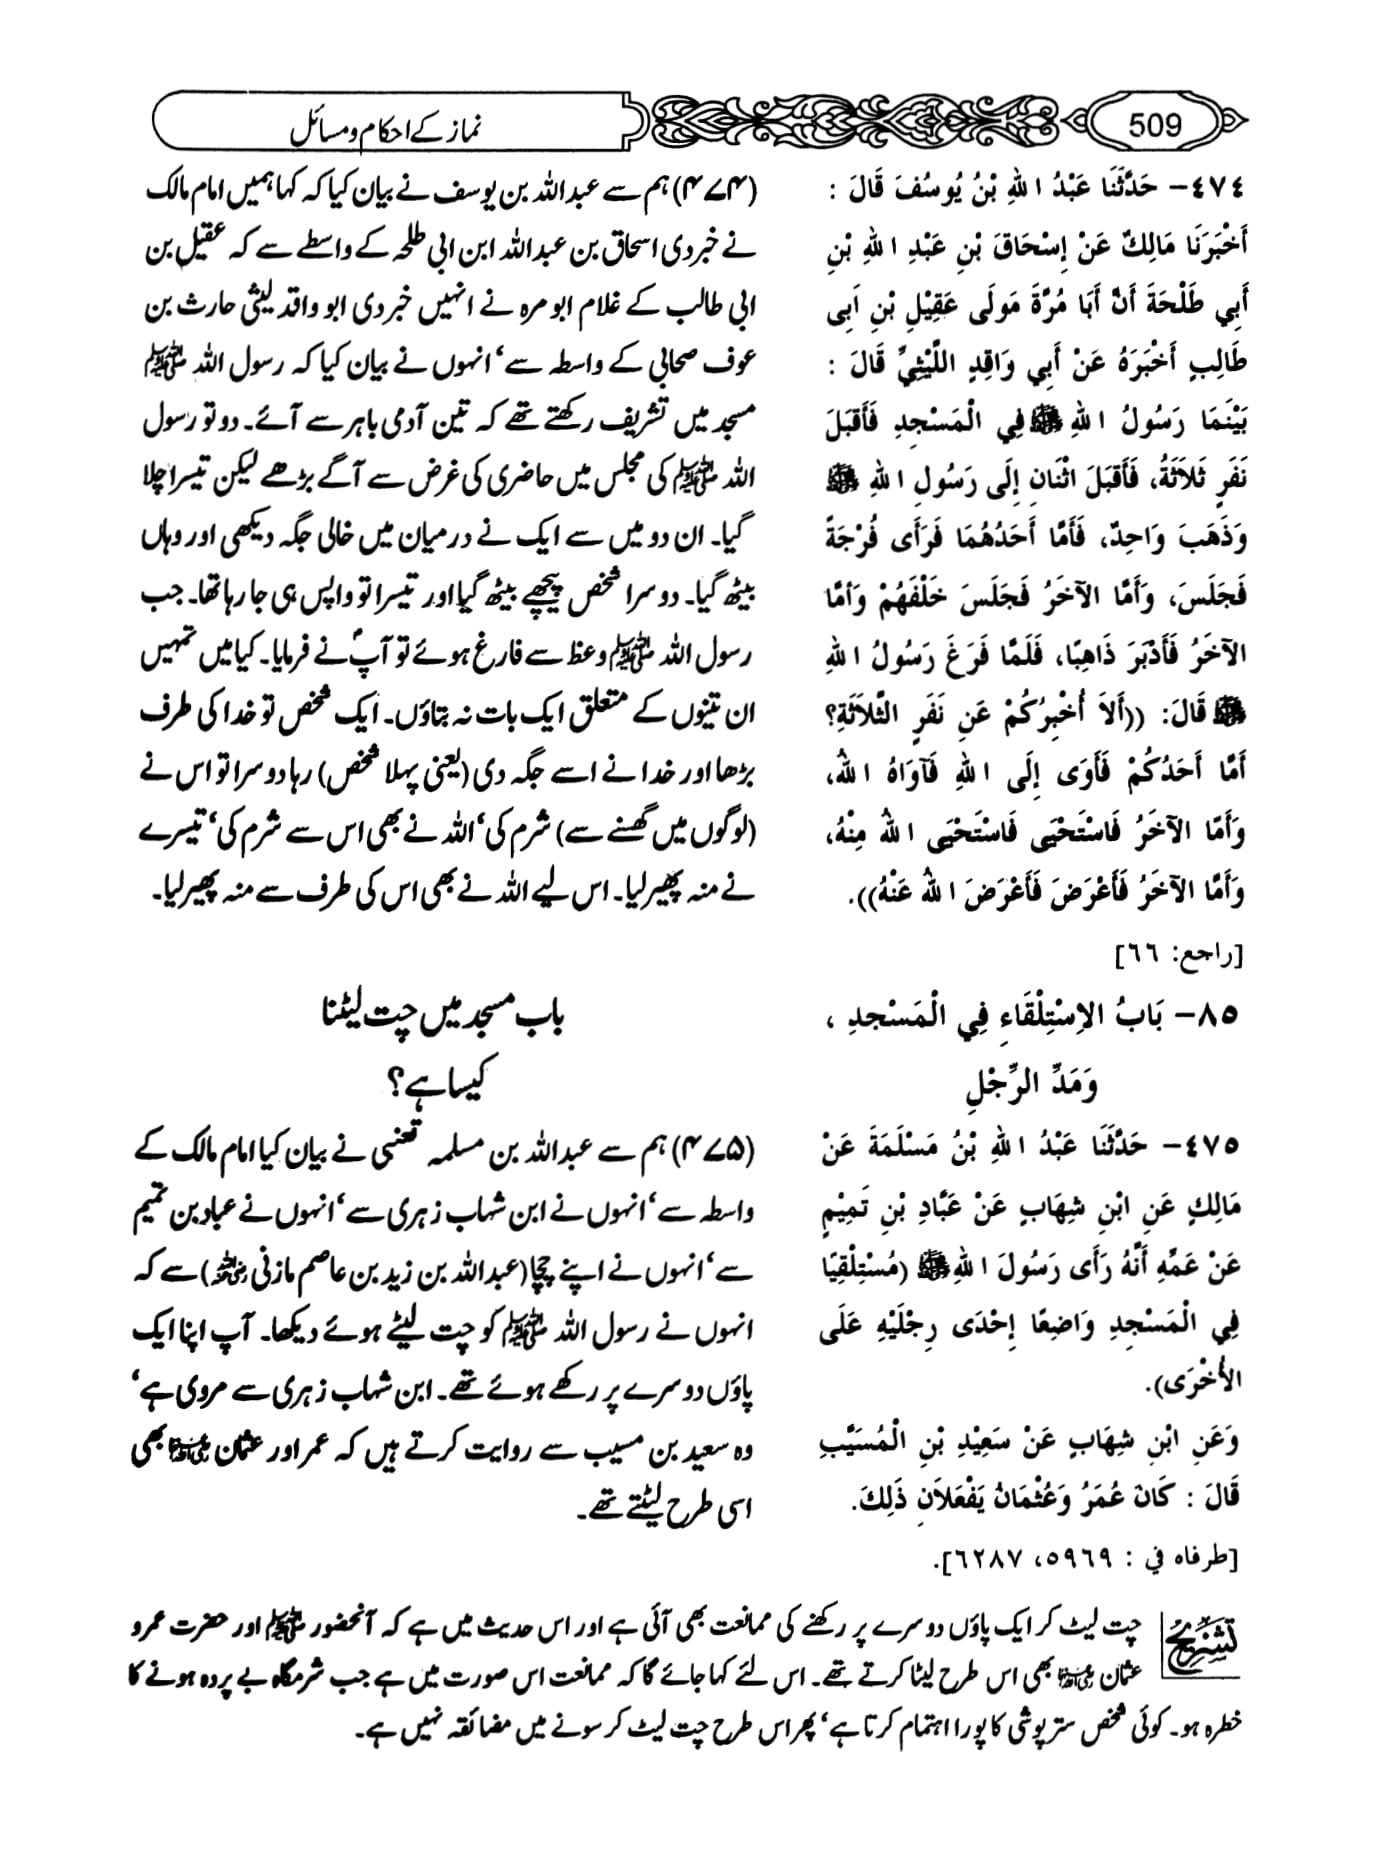 509
نماز کے احکام و مسائل
٤٧٤- حَدَّثَنَا عَبْدُ اللهِ بْنُ يُوسُفَ قَالَ :
أَخْبَرَنَا مَالِكٌ عَنْ إِسْحَاقَ بْنِ عَبْدِ اللهِ بْنِ
أَبِي طَلْحَةَ أَنَّ أَبَا مُرَّةَ مَولَى عَقِيْلِ بْنِ اَبِى
طَالِبٍ أَخْبَرَهُ عَنْ أَبِي وَاقِدٍ اللَّيْثِيِّ قَالَ :
بَيْنَمَا رَسُولُ اللهِ ﷺ فِي الْمَسْجِدِ فَأَقْبَلَ
نَفَرٍ ثَلاَثَةُ، فَأَقْبَلَ اثْنَانِ إِلَى رَسُولِ اللهِ ﷺ
وَذَهَبَ وَاحِدٌ، فَأَمَّا أَحَدُهُمَا فَرَأَى فُرْجَةً
فَجَلَسَ، وَأَمَّا الآخَرُ فَجَلَسَ خَلْفَهُمْ وَأَمَّا
الآخَرُ فَأَدْبَرَ ذَاهِبًا، فَلَمَّا فَرَغَ رَسُولُ اللهِ
ﷺ قَالَ: ((أَلاَ أُخْبِرُكُمْ عَنِ نَفَرٍ الثَّلاَثَةِ؟
أَمَّا أَحَدُكُمْ فَأَوَى إِلَى اللهِ فَآوَاهُ اللهُ،
وَأَمَّا الآخَرُ فَاسْتَحْيَى فَاسْتَحْيَى اللهُ مِنْهُ،
وَأَمَّا الآخَرُ فَأَعْرَضَ فَأَعْرَضَ اللهُ عَنْهُ)).
[راجع: ٦٦]
(۴۷۴) ہم سے عبداللہ بن یوسف نے بیان کیا کہ کہا ہمیں امام مالک
نے خبر دی اسحاق بن عبداللہ ابن ابی طلحہ کے واسطے سے کہ عقیل بن
ابی طالب کے غلام ابو مرہ نے انہیں خبر دی ابو واقد لیثی حارث بن
عوف صحابی کے واسطہ سے، انہوں نے بیان کیا کہ رسول اللہ ﷺ
مسجد میں تشریف رکھتے تھے کہ تین آدمی باہر سے آئے۔ دو تو رسول
اللہ ﷺ کی مجلس میں حاضری کی غرض سے آگے بڑھے لیکن تیسرا چلا
گیا۔ ان دو میں سے ایک نے درمیان میں خالی جگہ دیکھی اور وہاں
بیٹھ گیا۔ دوسرا شخص پیچھے بیٹھ گیا اور تیسرا تو واپس ہی جا رہا تھا۔ جب
رسول اللہ ﷺ وعظ سے فارغ ہوئے تو آپؐ نے فرمایا۔ کیا میں تمہیں
ان تینوں کے متعلق ایک بات نہ بتاؤں۔ ایک شخص تو خدا کی طرف
بڑھا اور خدا نے اسے جگہ دی (یعنی پہلا شخص) رہا دوسرا تو اس نے
(لوگوں میں گھسنے سے) شرم کی، اللہ نے بھی اس سے شرم کی، تیسرے
نے منہ پھیر لیا۔ اس لیے اللہ نے بھی اس کی طرف سے منہ پھیر لیا۔
٨٥- بَابُ الاِسْتِلْقَاءِ فِي الْمَسْجِدِ ،
وَمَدِّ الرِّجْلِ
باب مسجد میں چت لیٹنا
کیسا ہے؟
٤٧٥- حَدَّثَنَا عَبْدُ اللهِ بْنُ مَسْلَمَةَ عَنْ
مَالِكٍ عَنِ ابْنِ شِهَابٍ عَنْ عَبَّادِ بْنِ تَمِيْمٍ
عَنْ عَمِّهِ أَنَّهُ رَأَى رَسُولَ اللهِ ﷺ (مُسْتَلْقِيًا
فِي الْمَسْجِدِ وَاضِعًا إِحْدَى رِجْلَيْهِ عَلَى
الأُخْرَى).
وَعَنِ ابْنِ شِهَابٍ عَنْ سَعِيْدِ بْنِ الْمُسَيَّبِ
قَالَ : كَانَ عُمَرُ وَعُثْمَانُ يَفْعَلاَنِ ذَلِكَ.
[طرفاه في : ٥٩٦٩، ٦٢٨٧].
(۴۷۵) ہم سے عبداللہ بن مسلمہ قعنبی نے بیان کیا امام مالک کے
واسطہ سے، انہوں نے ابن شہاب زہری سے، انہوں نے عباد بن تمیم
سے، انہوں نے اپنے چچا (عبداللہ بن زید بن عاصم مازنی رضی اللہ عنہ) سے کہ
انہوں نے رسول اللہ ﷺ کو چت لیٹے ہوئے دیکھا۔ آپ اپنا ایک
پاؤں دوسرے پر رکھے ہوئے تھے۔ ابن شہاب زہری سے مروی ہے،
وہ سعید بن مسیب سے روایت کرتے ہیں کہ عمر اور عثمان رضی اللہ عنہما بھی
اسی طرح لیٹتے تھے۔
تشریح
چت لیٹ کر ایک پاؤں دوسرے پر رکھنے کی ممانعت بھی آئی ہے اور اس حدیث میں ہے کہ آنحضور ﷺ اور حضرت عمر و
عثمان رضی اللہ عنہما بھی اس طرح لیٹا کرتے تھے۔ اس لئے کہا جائے گا کہ ممانعت اس صورت میں ہے جب شرمگاہ بے پردہ ہونے کا
خطرہ ہو۔ کوئی شخص ستر پوشی کا پورا اہتمام کرتا ہے، پھر اس طرح چت لیٹ کر سونے میں مضائقہ نہیں ہے۔